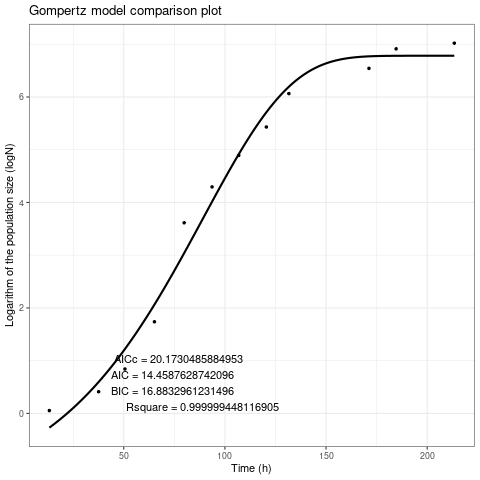 Gompertz model comparison plot
Logarithm of the population size (logN)
6
4
2
0
AICc = 20.1730485884953
AIC = 14.4587628742096
BIC = 16.8832961231496
Rsquare = 0.999999448116905
50
100
150
200
Time (h)